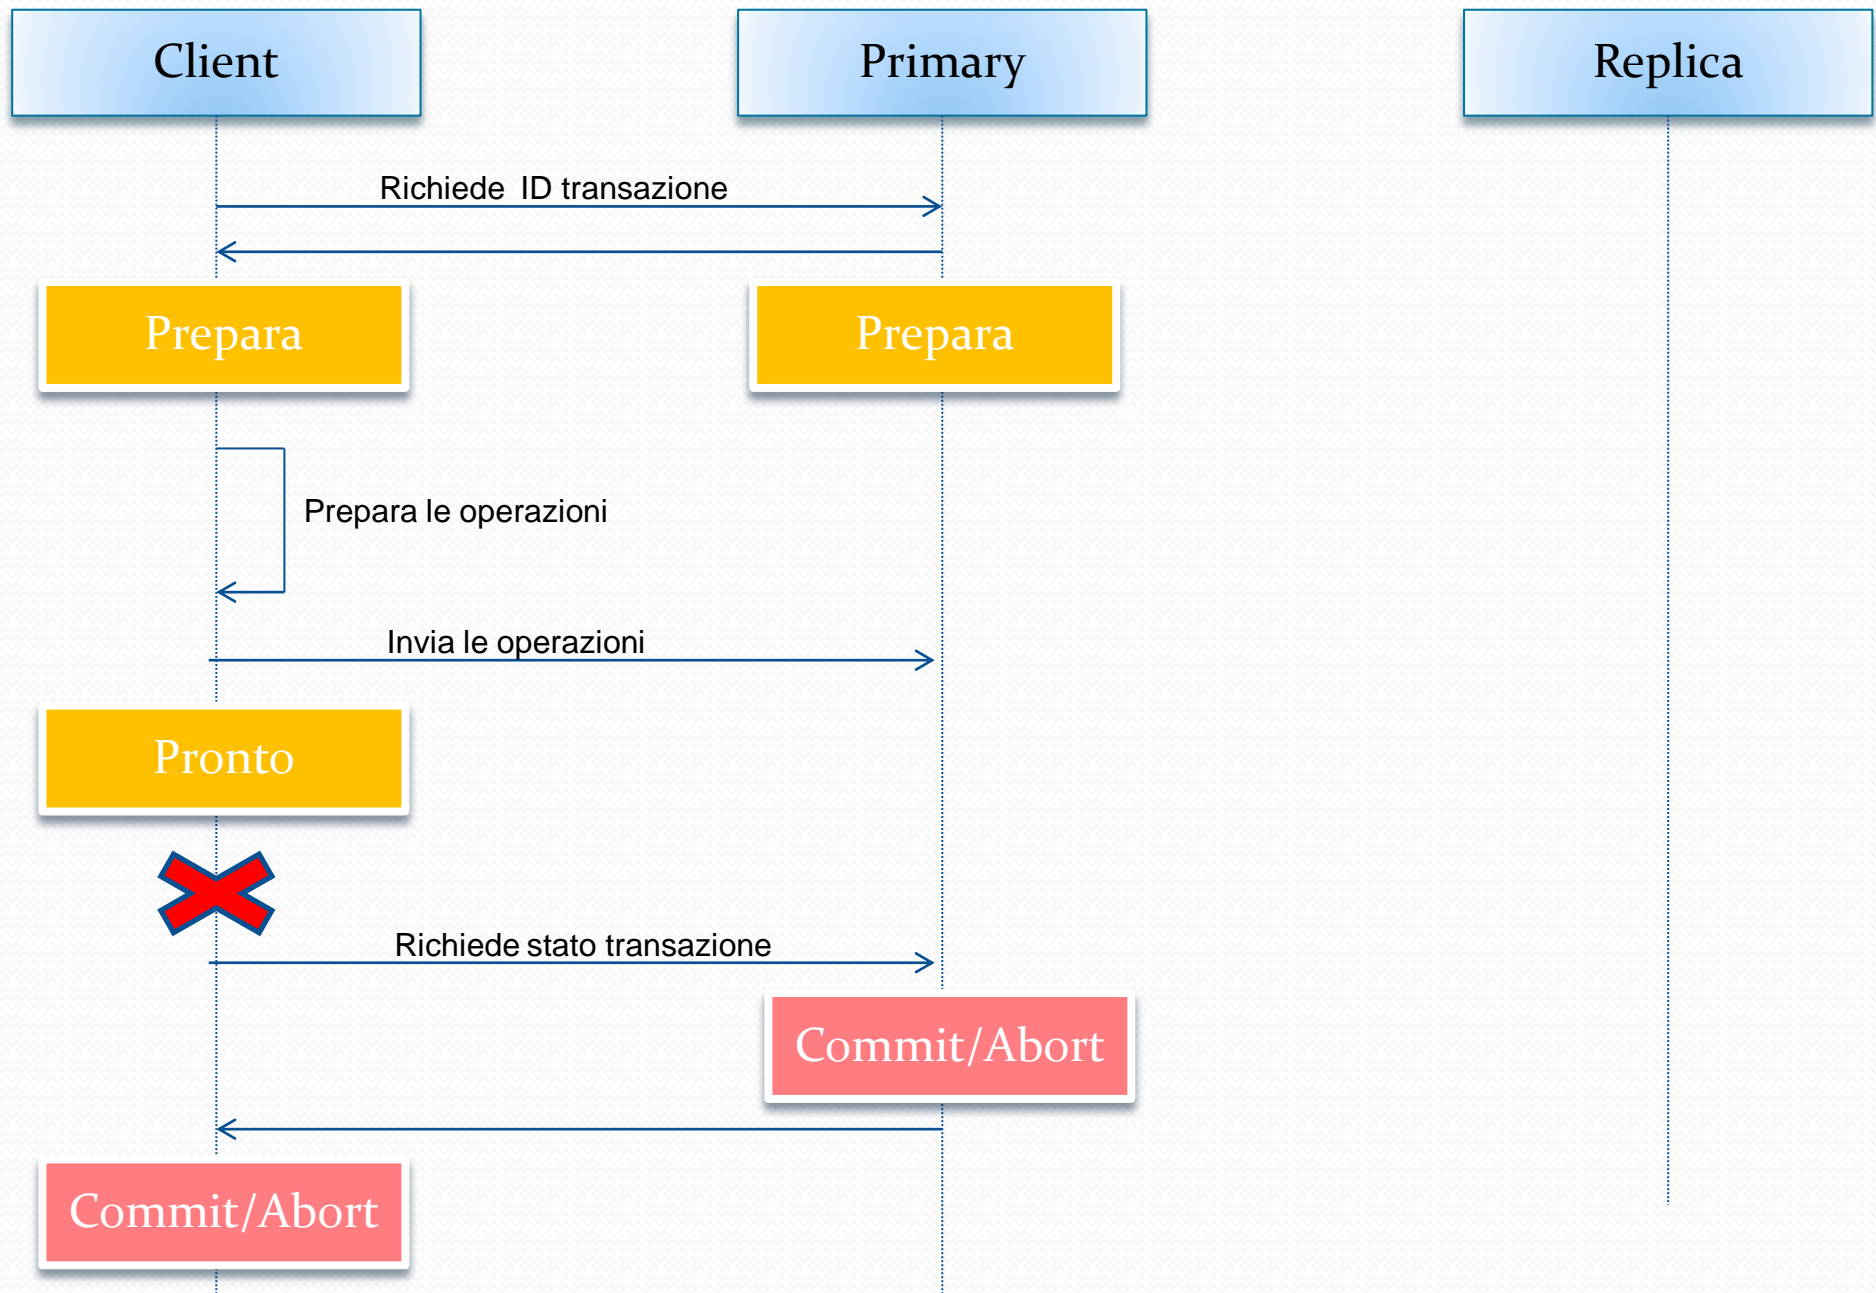 Client
Primary
Replica
Richiede ID transazione
Prepara
Prepara
Prepara le operazioni
Invia le operazioni
Pronto
Richiede stato transazione
Commit/Abort
Commit/Abort